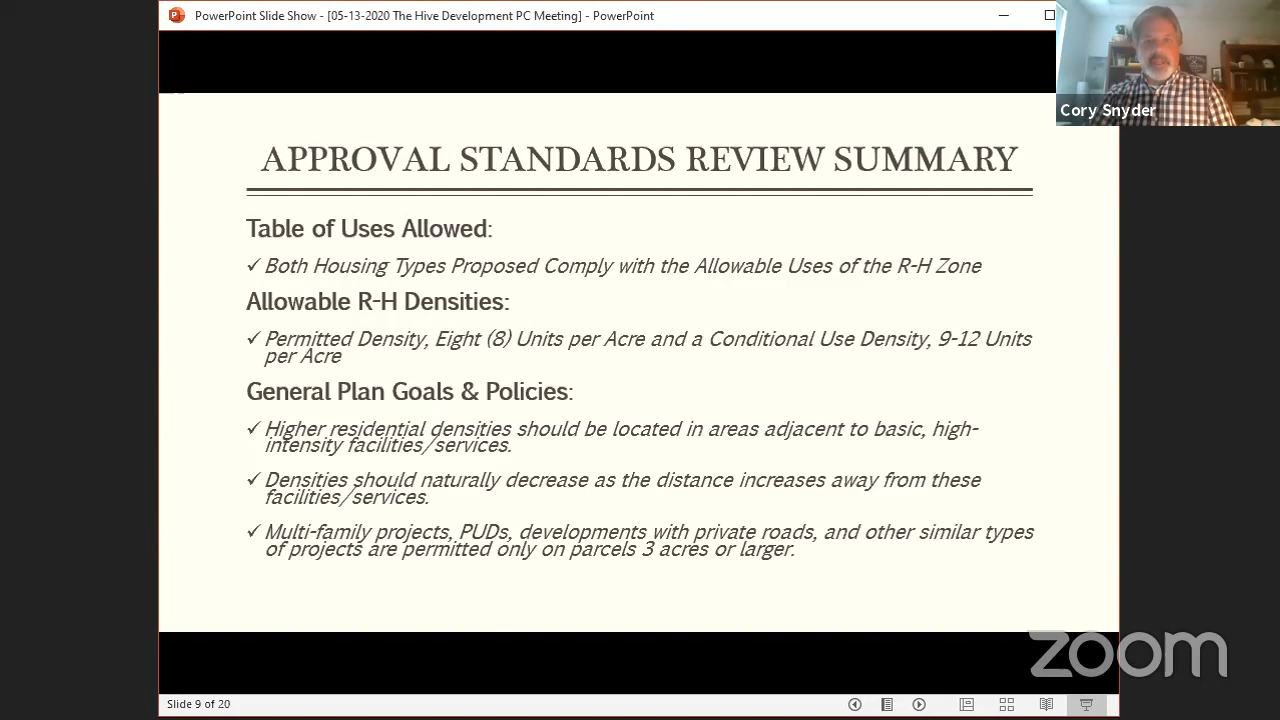 PowerPoint Slide Show - [05-13-2020 The Hive Development PC Meeting] - PowerPoint
Cory Snyder
APPROVAL STANDARDS REVIEW SUMMARY
Table of Uses Allowed:
✓ Both Housing Types Proposed Comply with the Allowable Uses of the R-H Zone
Allowable R-H Densities:
✓ Permitted Density, Eight (8) Units per Acre and a Conditional Use Density, 9-12 Units
per Acre
General Plan Goals & Policies:
✓ Higher residential densities should be located in areas adjacent to basic, high-
intensity facilities/services.
✓ Densities should naturally decrease as the distance increases away from these
facilities/services.
✓ Multi-family projects, PUDs, developments with private roads, and other similar types
of projects are permitted only on parcels 3 acres or larger.
zoom
Slide 9 of 20